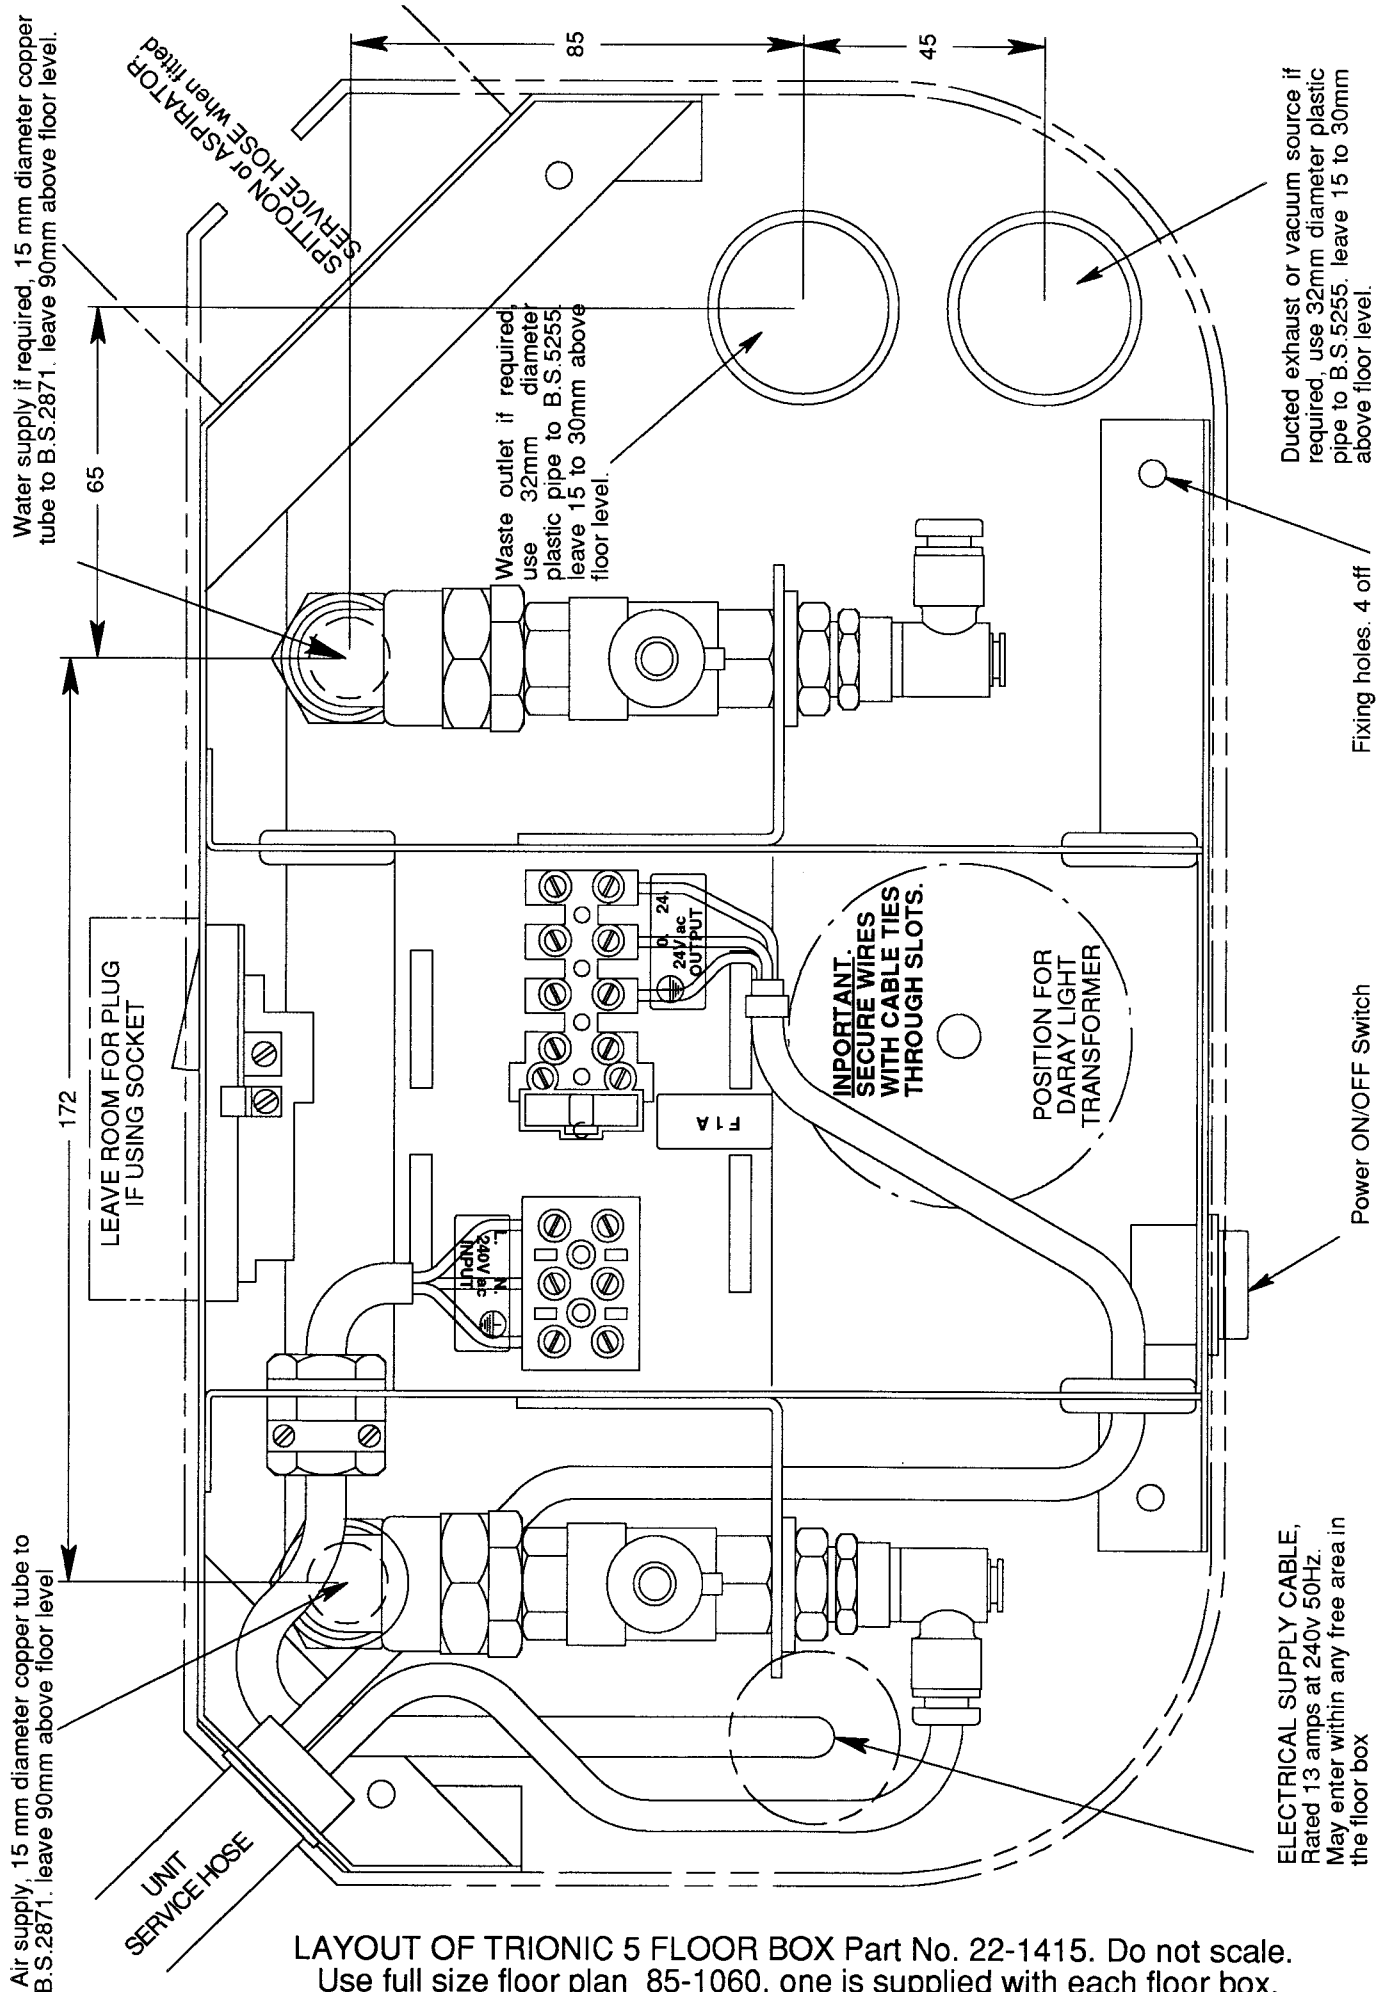 Water supply if required, 15 mm diameter copper
tube to B.S.2871. leave 90mm above floor level.
SPITTOON or ASPIRATOR
SERVICE HOSE when fitted
85
45
65
172
Waste outlet if required,
use 32mm diameter
plastic pipe to B.S.5255.
leave 15 to 30mm above
floor level.
Ducted exhaust or vacuum source if
required, use 32mm diameter plastic
pipe to B.S.5255. leave 15 to 30mm
above floor level.
Fixing holes. 4 off
LEAVE ROOM FOR PLUG
IF USING SOCKET
0. 24.
24V ac
OUTPUT
F 1 A
INPORTANT.
SECURE WIRES
WITH CABLE TIES
THROUGH SLOTS.
POSITION FOR
DARAY LIGHT
TRANSFORMER
N. L.
240V ac
INPUT
Power ON/OFF Switch
Air supply, 15 mm diameter copper tube to
B.S.2871. leave 90mm above floor level
UNIT
SERVICE HOSE
ELECTRICAL SUPPLY CABLE,
Rated 13 amps at 240v 50Hz.
May enter within any free area in
the floor box
LAYOUT OF TRIONIC 5 FLOOR BOX Part No. 22-1415. Do not scale.
Use full size floor plan 85-1060, one is supplied with each floor box.